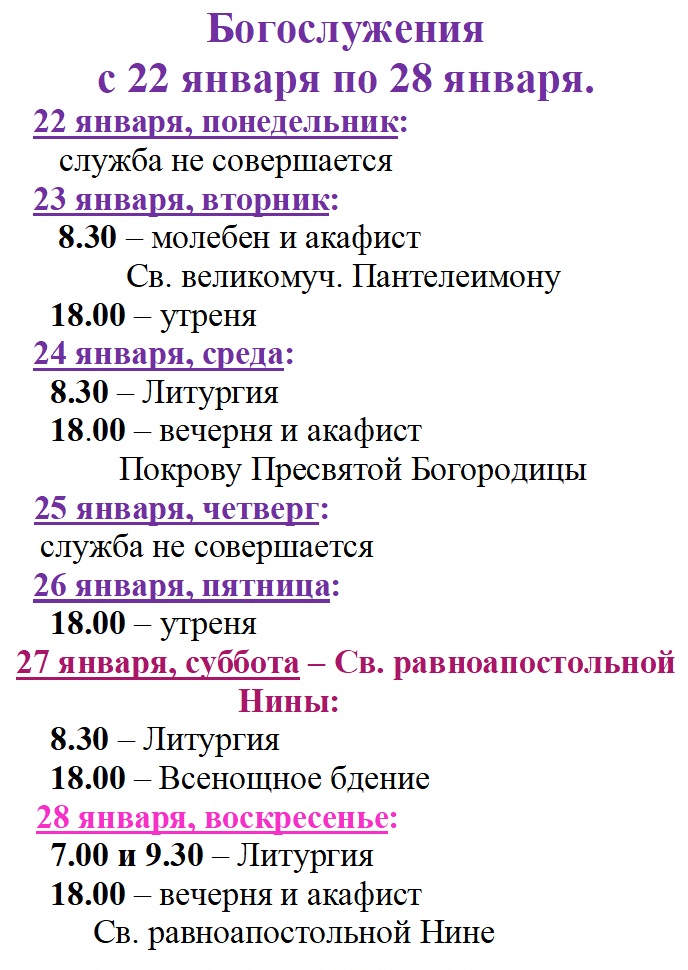 Богослужения
с 22 января по 28 января.
22 января, понедельник:
служба не совершается
23 января, вторник:
8.30 – молебен и акафист
Св. великомуч. Пантелеимону
18.00 – утреня
24 января, среда:
8.30 – Литургия
18.00 – вечерня и акафист
Покрову Пресвятой Богородицы
25 января, четверг:
служба не совершается
26 января, пятница:
18.00 – утреня
27 января, суббота – Св. равноапостольной
Нины:
8.30 – Литургия
18.00 – Всенощное бдение
28 января, воскресенье:
7.00 и 9.30 – Литургия
18.00 – вечерня и акафист
Св. равноапостольной Нине